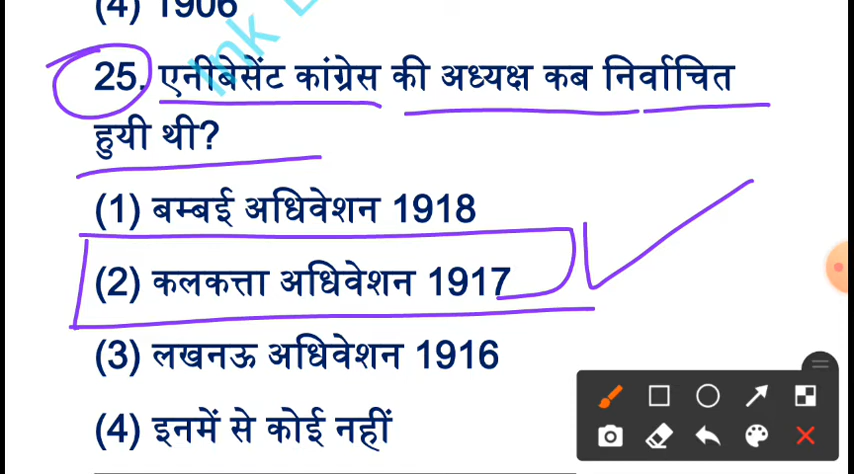 (4) 1906
Ink
25. एनीबेसेंट कांग्रेस की अध्यक्ष कब निर्वाचित
हुयी थी?
(1) बम्बई अधिवेशन 1918
(2) कलकत्ता अधिवेशन 1917
(3) लखनऊ अधिवेशन 1916
(4) इनमें से कोई नहीं